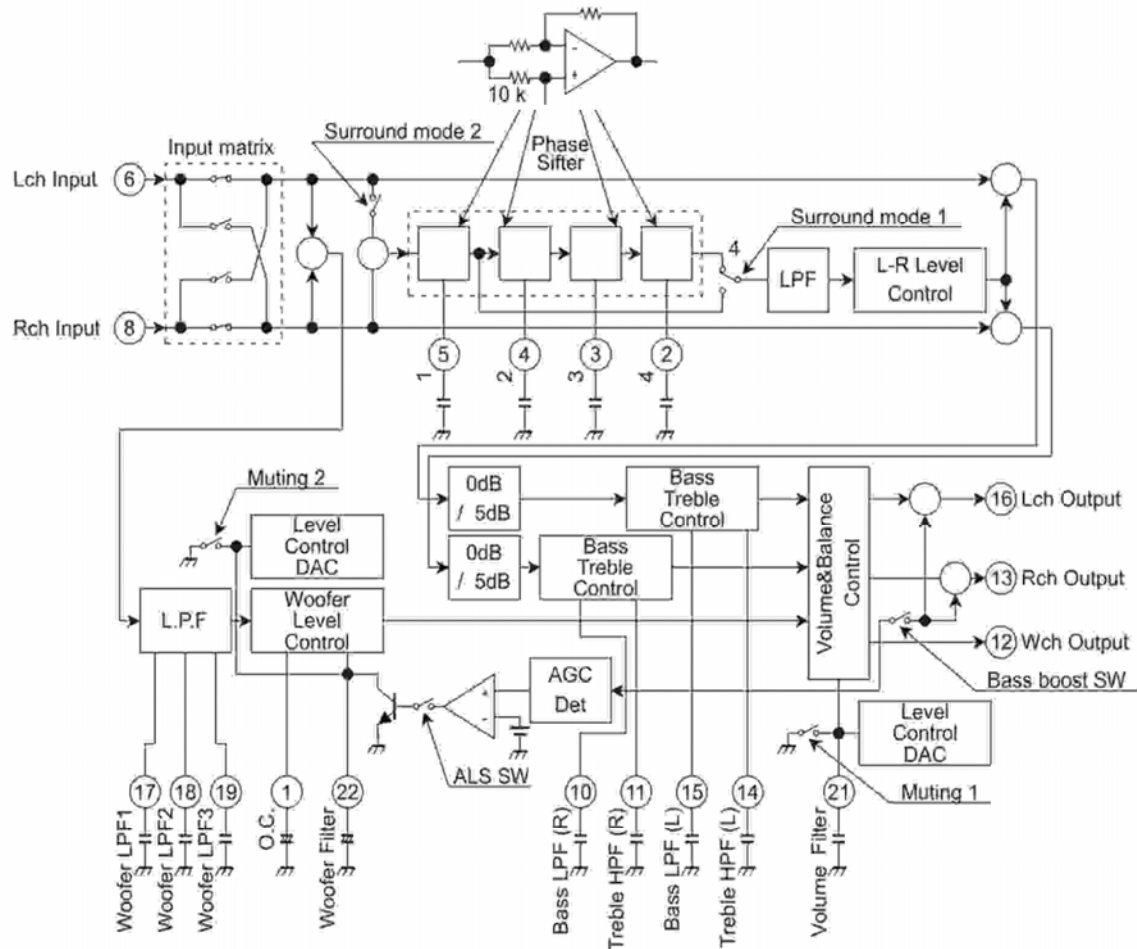 10 k
Surround mode 2
Phase
Sifter
Input matrix
Lch Input
6
Surround mode 1
4
LPF
L-R Level
Control
Rch Input
8
5
4
3
2
1
2
3
4
Muting 2
Level
Control
DAC
0dB
/ 5dB
Bass
Treble
Control
0dB
/ 5dB
Bass
Treble
Control
Volume&Balance
Control
16
Lch Output
13
Rch Output
12
Wch Output
L.P.F
Woofer
Level
Control
Bass boost SW
AGC
Det
+
-
ALS SW
Level
Control
DAC
Muting 1
17
18
19
1
22
10
11
15
14
21
Woofer LPF1
Woofer LPF2
Woofer LPF3
O.C.
Woofer Filter
Bass LPF (R)
Treble HPF (R)
Bass LPF (L)
Treble HPF (L)
Volume Filter
-
+